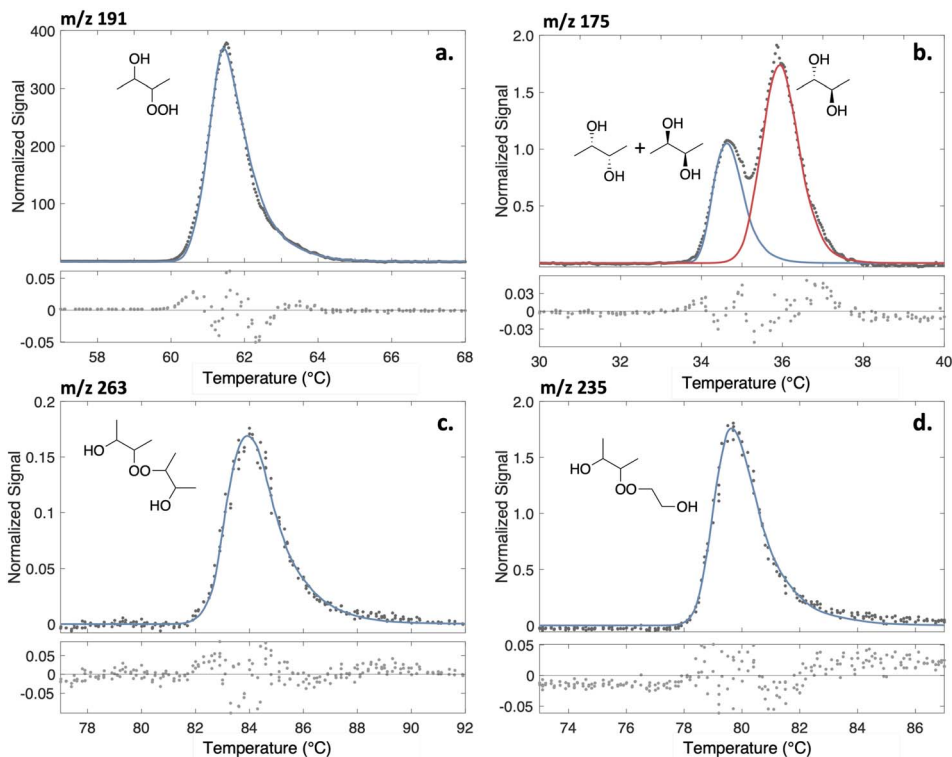 m/z 191
a.
OH
OOH
Normalized Signal
400
300
200
100
0.05
0
-0.05
58 60 62 64 66 68
Temperature (°C)
m/z 175
b.
OH
OH
OH OH
+
OH OH
Normalized Signal
2.0
1.5
1.0
0.5
0.03
0
-0.03
30 32 34 36 38 40
Temperature (°C)
m/z 263
c.
HO
OO
HO
Normalized Signal
0.2
0.15
0.1
0.05
0
0.05
0
-0.05
78 80 82 84 86 88 90 92
Temperature (°C)
m/z 235
d.
HO
OO
OH
Normalized Signal
2.0
1.5
1.0
0.5
0
0.05
0
-0.05
74 76 78 80 82 84 86
Temperature (°C)